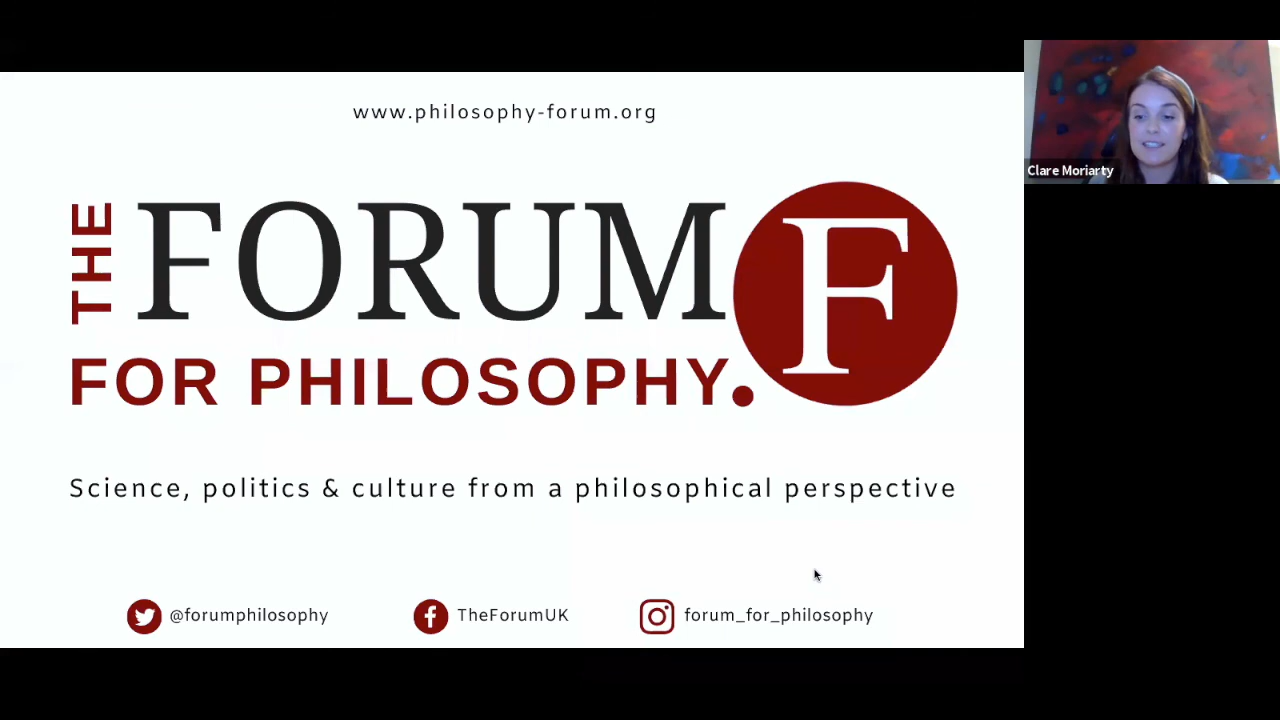 www.philosophy-forum.org
THE
FORUM
F
FOR PHILOSOPHY.
Science, politics & culture from a philosophical perspective
@forumphilosophy
TheForumUK
forum_for_philosophy
Clare Moriarty